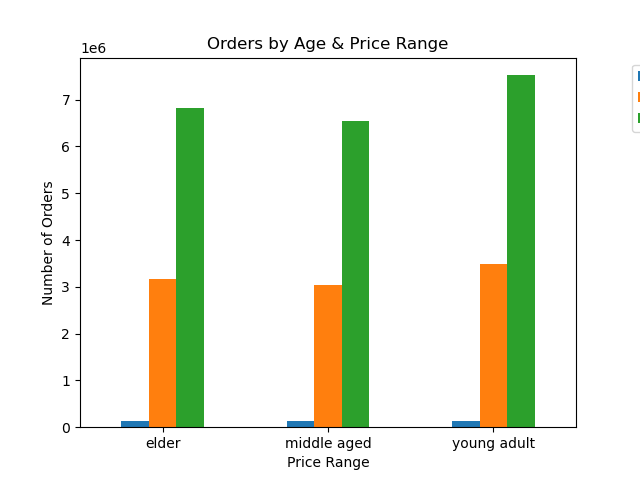 Orders by Age & Price Range
1e6
7
6
5
4
3
2
1
0
Number of Orders
elder middle aged young adult
Price Range